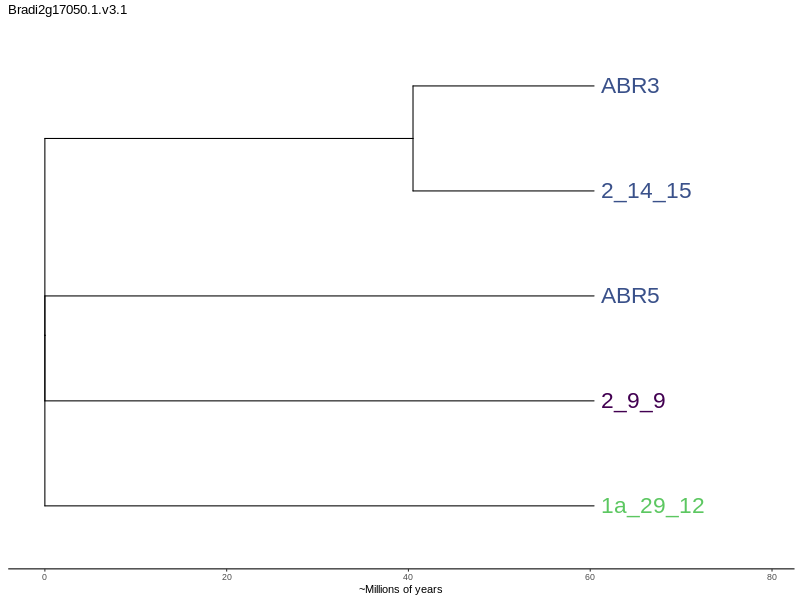 Bradi2g17050.1.v3.1
ABR3
2_14_15
ABR5
2_9_9
1a_29_12
0 20 40 60 80
~Millions of years